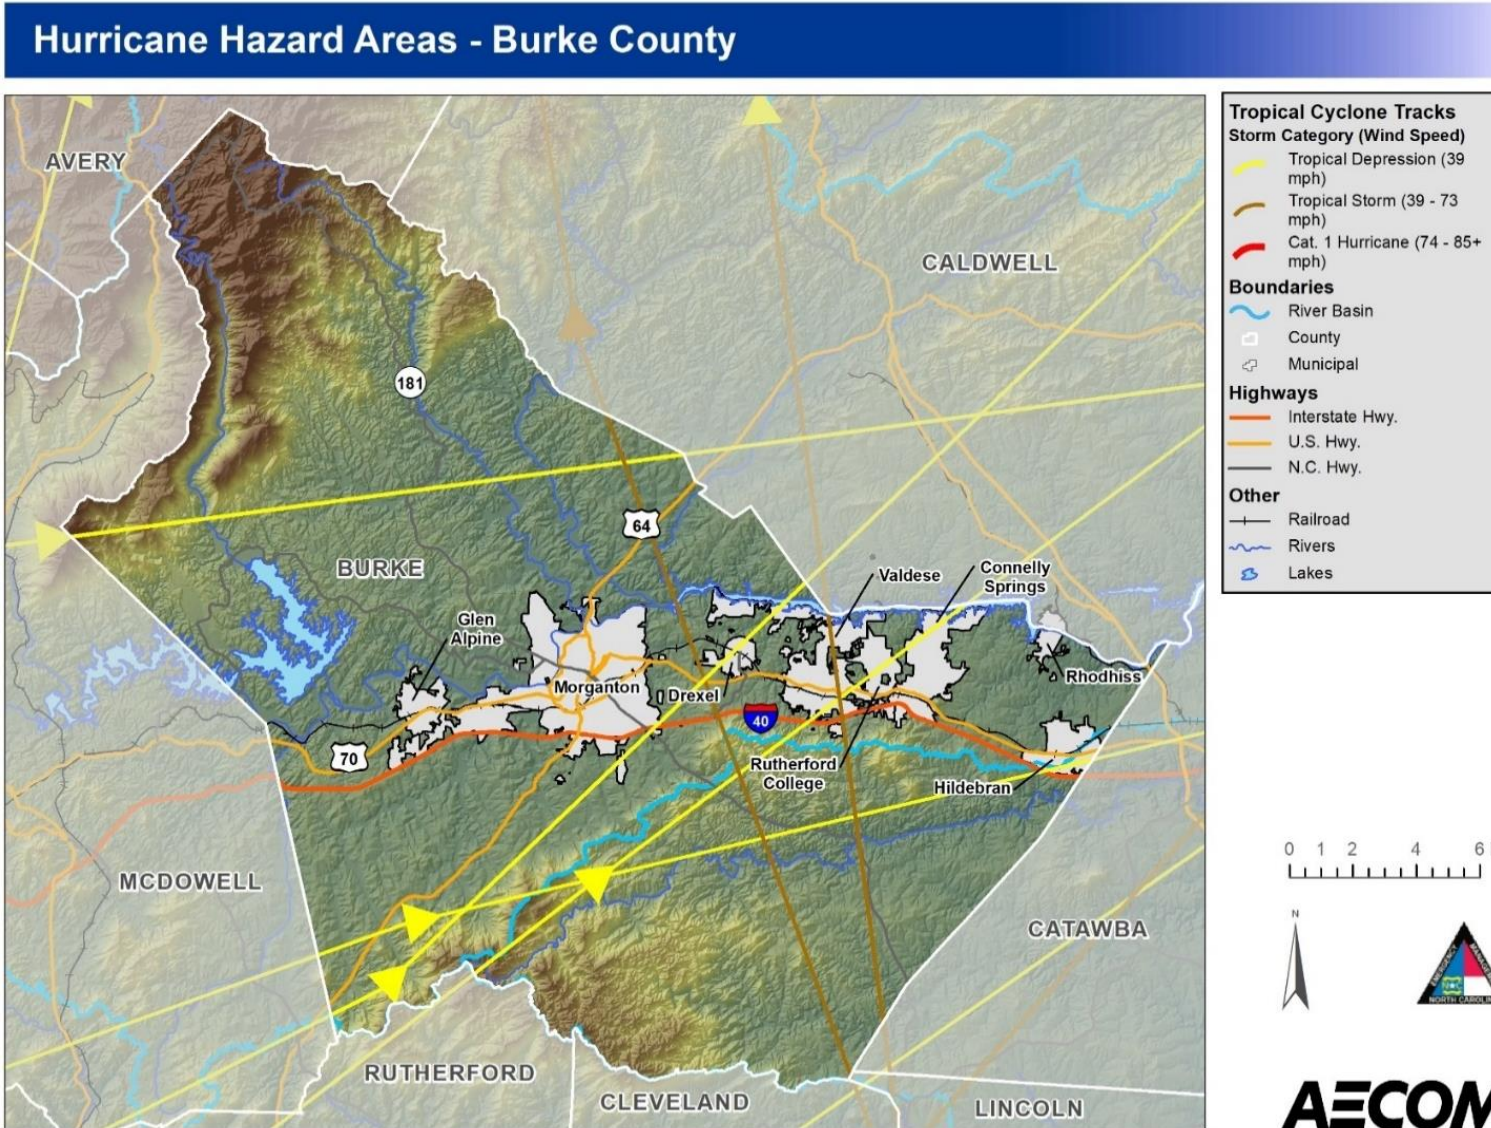 Hurricane Hazard Areas - Burke County
AVERY
CALDWELL
181
64
BURKE
Valdese
Connelly
Springs
Glen
Alpine
Morganton
Drexel
Rhodhiss
40
70
Rutherford
College
Hildebran
MCDOWELL
CATAWBA
RUTHERFORD
CLEVELAND
LINCOLN
Tropical Cyclone Tracks
Storm Category (Wind Speed)
Tropical Depression (39
mph)
Tropical Storm (39 - 73
mph)
Cat. 1 Hurricane (74 - 85+
mph)
Boundaries
River Basin
County
Municipal
Highways
Interstate Hwy.
U.S. Hwy.
N.C. Hwy.
Other
Railroad
Rivers
Lakes
0 1 2 4 6
N
EMERGENCY
NORTH
AECOM